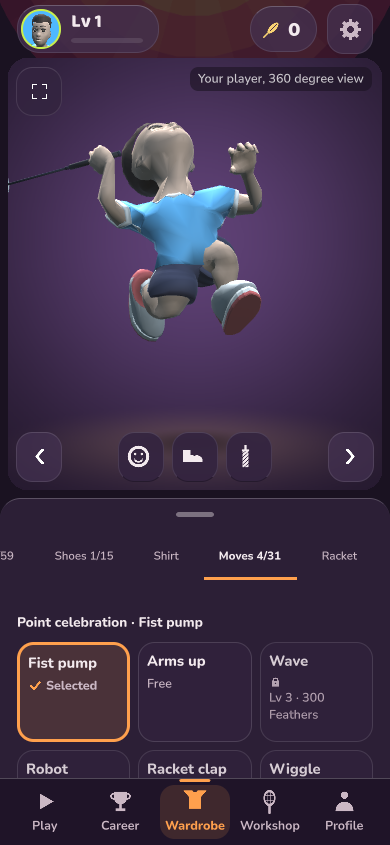 Lv 1
0
Your player, 360 degree view
59
Shoes 1/15
Shirt
Moves 4/31
Racket
Point celebration · Fist pump
Fist pump
Selected
Arms up
Free
Wave
Lv 3 · 300
Feathers
Robot
Racket clap
Wiggle
Play
Career
Wardrobe
Workshop
Profile